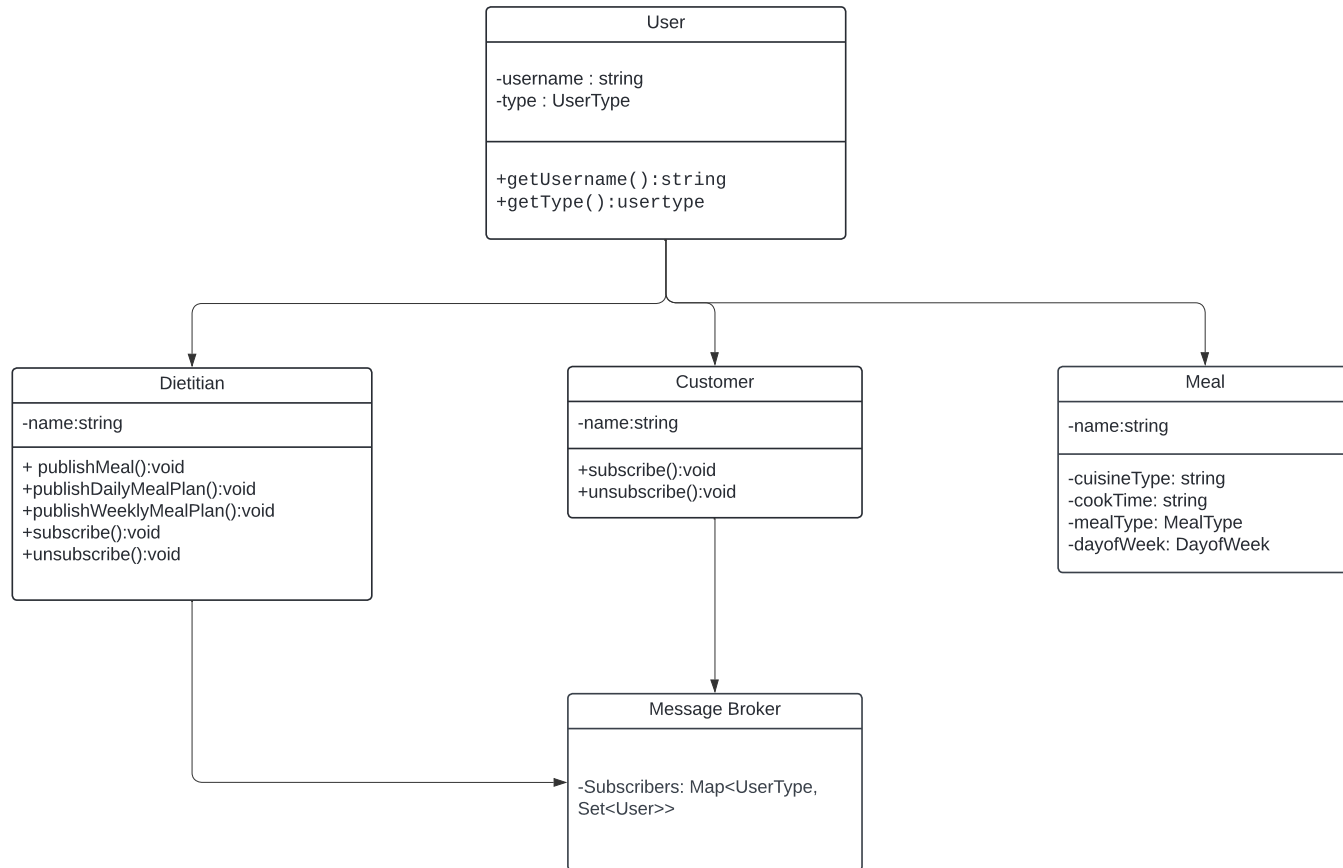 User
-username : string
-type : UserType
+getUsername():string
+getType():usertype
Dietitian
-name:string
+ publishMeal():void
+publishDailyMealPlan():void
+publishWeeklyMealPlan():void
+subscribe():void
+unsubscribe():void
Customer
-name:string
+subscribe():void
+unsubscribe():void
Meal
-name:string
-cuisineType: string
-cookTime: string
-mealType: MealType
-dayofWeek: DayofWeek
Message Broker
-Subscribers: Map<UserType,
Set<User>>